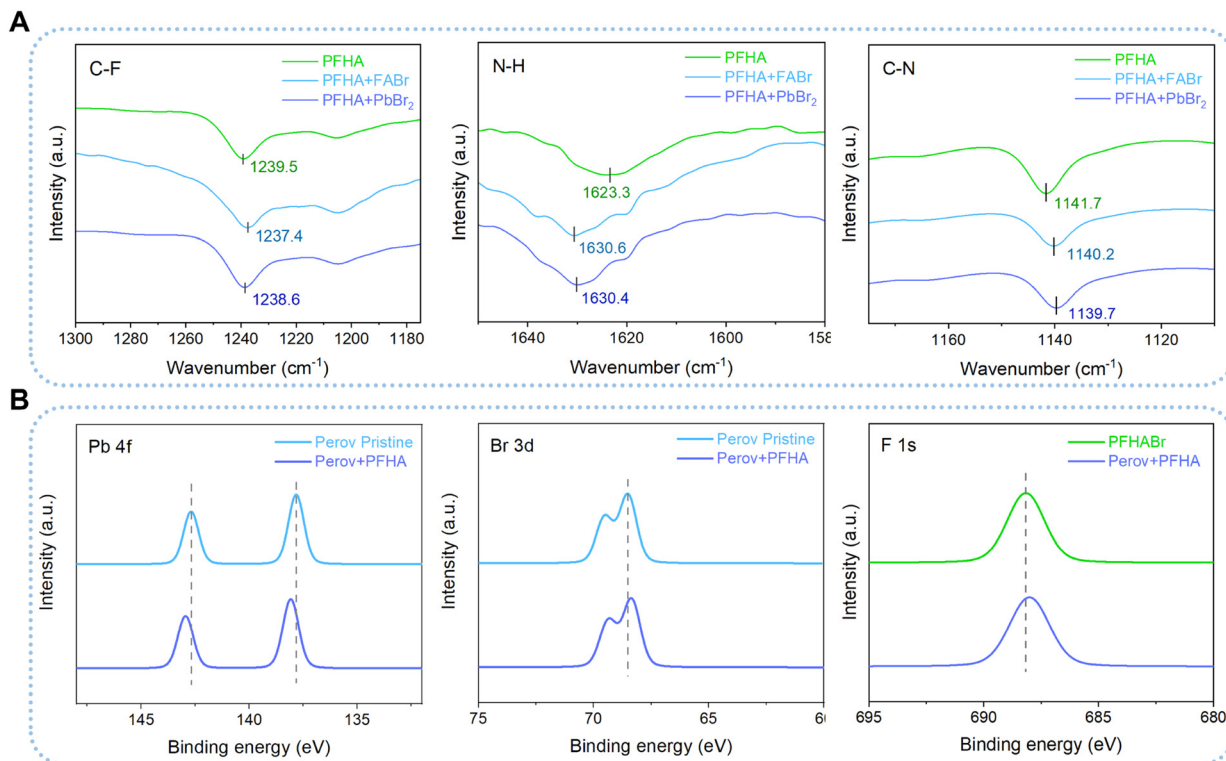 A
C-F
PFHA
PFHA+FABr
PFHA+PbBr₂
1239.5
1237.4
1238.6
Intensity (a.u.)
1300 1280 1260 1240 1220 1200 1180
Wavenumber (cm⁻¹)
N-H
PFHA
PFHA+FABr
PFHA+PbBr₂
1623.3
1630.6
1630.4
Intensity (a.u.)
1640 1620 1600 158
Wavenumber (cm⁻¹)
C-N
PFHA
PFHA+FABr
PFHA+PbBr₂
1141.7
1140.2
1139.7
Intensity (a.u.)
1160 1140 1120
Wavenumber (cm⁻¹)
B
Pb 4f
Perov Pristine
Perov+PFHA
Intensity (a.u.)
145 140 135
Binding energy (eV)
Br 3d
Perov Pristine
Perov+PFHA
Intensity (a.u.)
75 70 65
Binding energy (eV)
F 1s
PFHABr
Perov+PFHA
Intensity (a.u.)
695 690 685 680
Binding energy (eV)